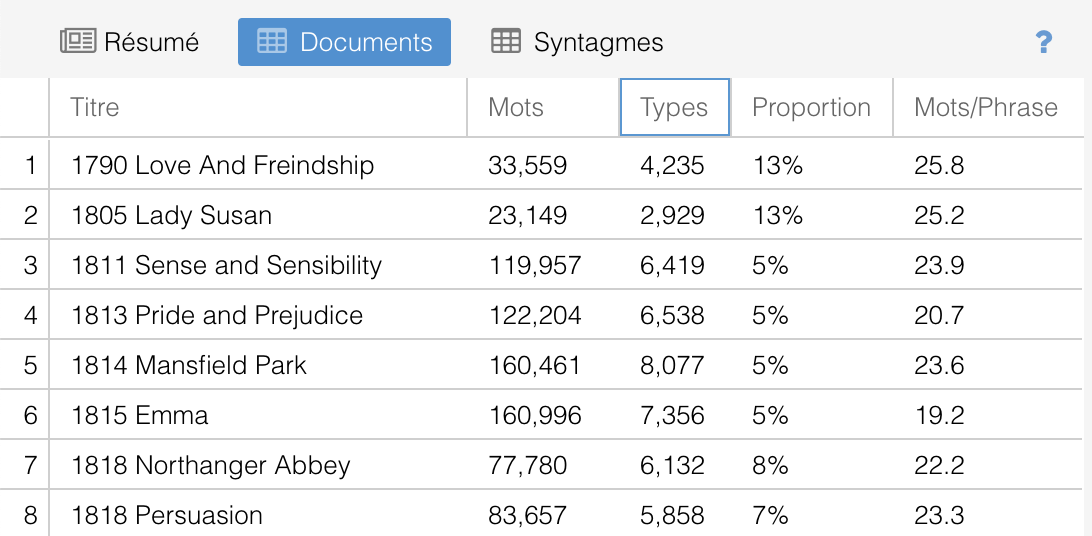 Résumé Documents Syntagmes ?
Titre Mots Types Proportion Mots/Phrase
1 1790 Love And Freindship 33,559 4,235 13% 25.8
2 1805 Lady Susan 23,149 2,929 13% 25.2
3 1811 Sense and Sensibility 119,957 6,419 5% 23.9
4 1813 Pride and Prejudice 122,204 6,538 5% 20.7
5 1814 Mansfield Park 160,461 8,077 5% 23.6
6 1815 Emma 160,996 7,356 5% 19.2
7 1818 Northanger Abbey 77,780 6,132 8% 22.2
8 1818 Persuasion 83,657 5,858 7% 23.3